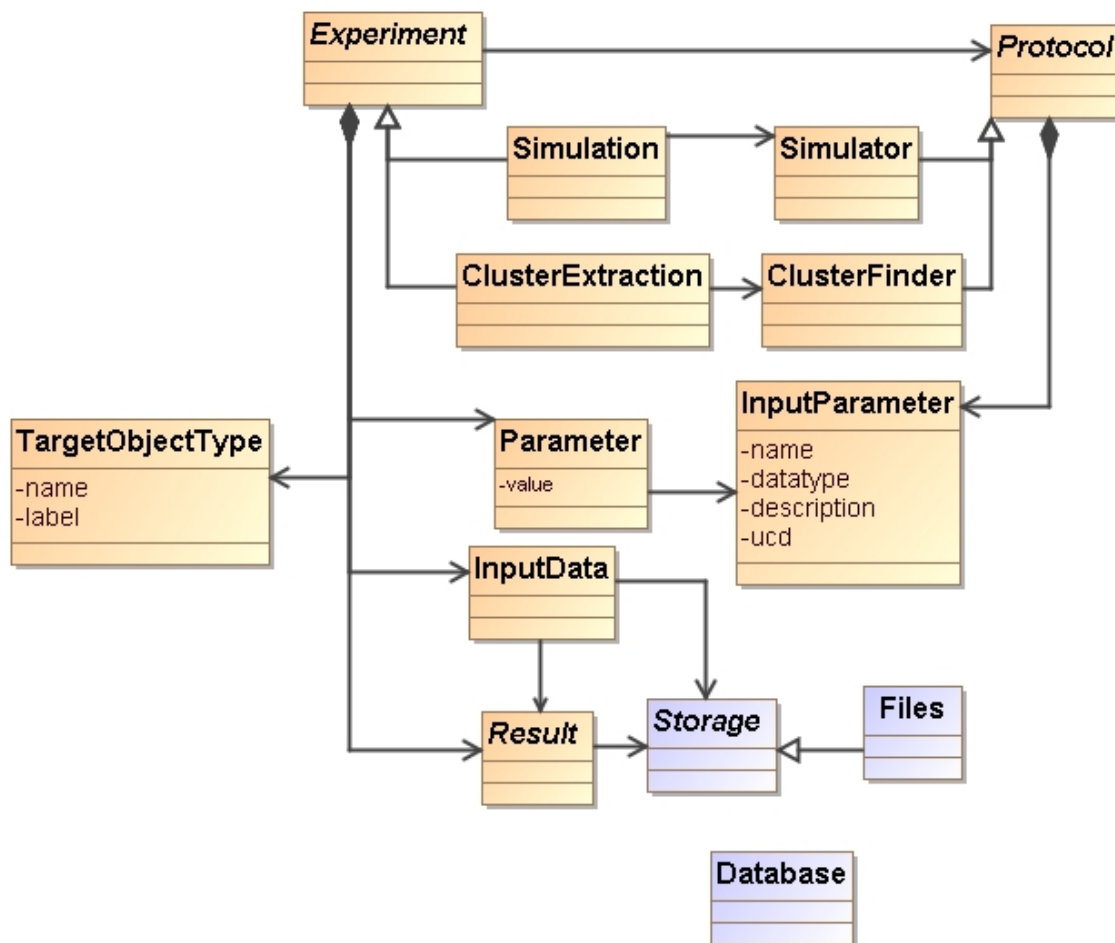 Experiment
Protocol
Simulation
Simulator
ClusterExtraction
ClusterFinder
TargetObjectType
-name
-label
Parameter
-value
InputParameter
-name
-datatype
-description
-ucd
InputData
Result
Storage
Files
Database